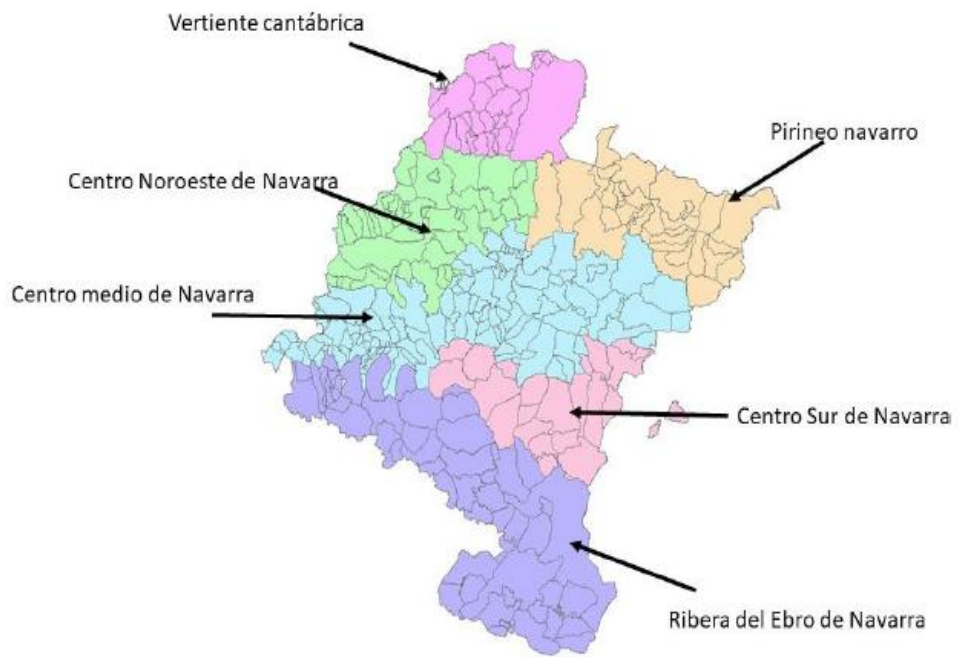 Vertiente cantábrica
Pirineo navarro
Centro Noroeste de Navarra
Centro medio de Navarra
Centro Sur de Navarra
Ribera del Ebro de Navarra